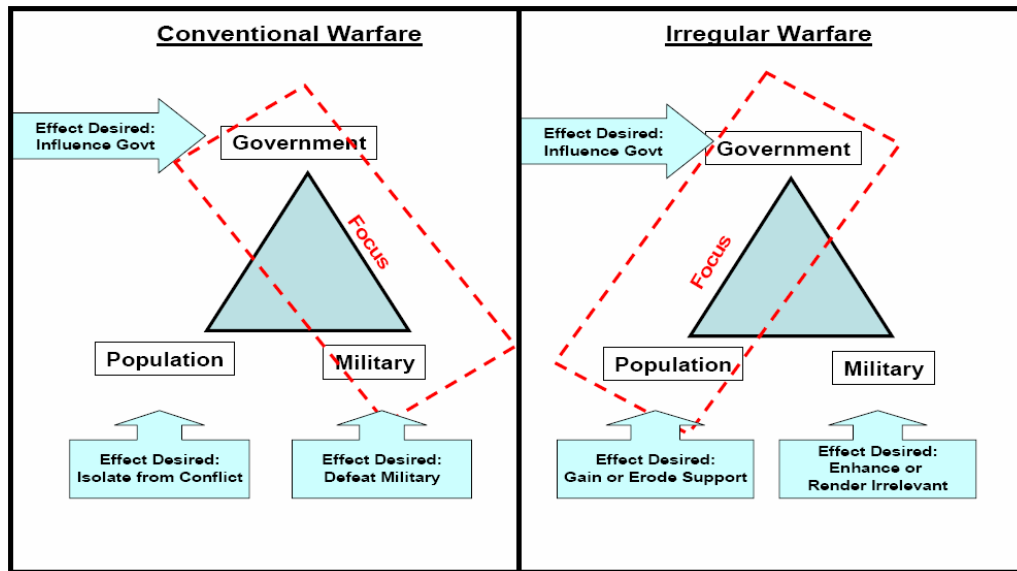 Conventional Warfare
Effect Desired:
Influence Govt
Government
Focus
Population
Military
Effect Desired:
Isolate from Conflict
Effect Desired:
Defeat Military
Irregular Warfare
Effect Desired:
Influence Govt
Government
Focus
Population
Military
Effect Desired:
Gain or Erode Support
Effect Desired:
Enhance or
Render Irrelevant